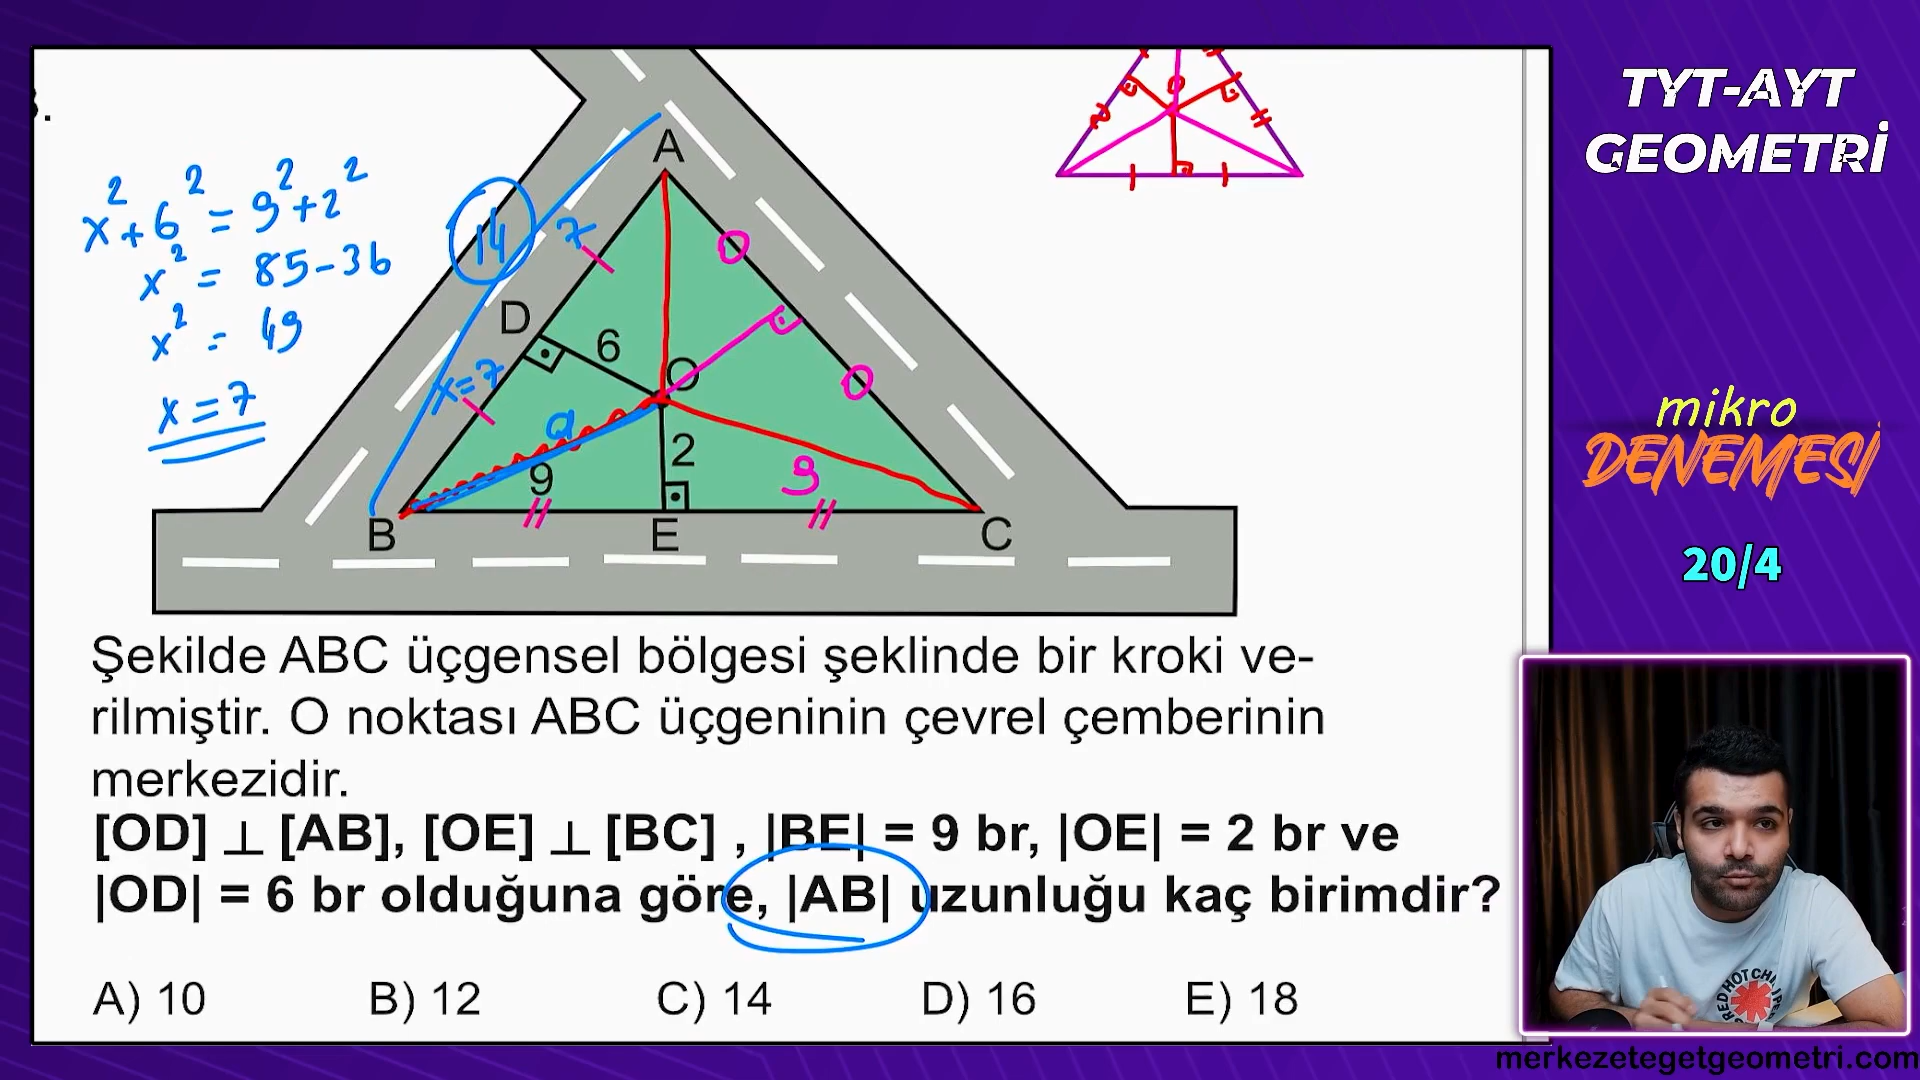 TYT-AYT
GEOMETRİ
mikro
DENEMESİ
20/4
x² + 6² = 9² + 2²
x² = 85 - 36
x² = 49
x = 7
14
7
A
D
6
O
x = 7
a
9
2
9
B
E
C
O
O
O
Şekilde ABC üçgensel bölgesi şeklinde bir kroki ve-
rilmiştir. O noktası ABC üçgeninin çevrel çemberinin
merkezidir.
[OD] ⊥ [AB], [OE] ⊥ [BC] , |BE| = 9 br, |OE| = 2 br ve
|OD| = 6 br olduğuna göre, |AB| uzunluğu kaç birimdir?
A) 10 B) 12 C) 14 D) 16 E) 18
merkezetegetgeometri.com